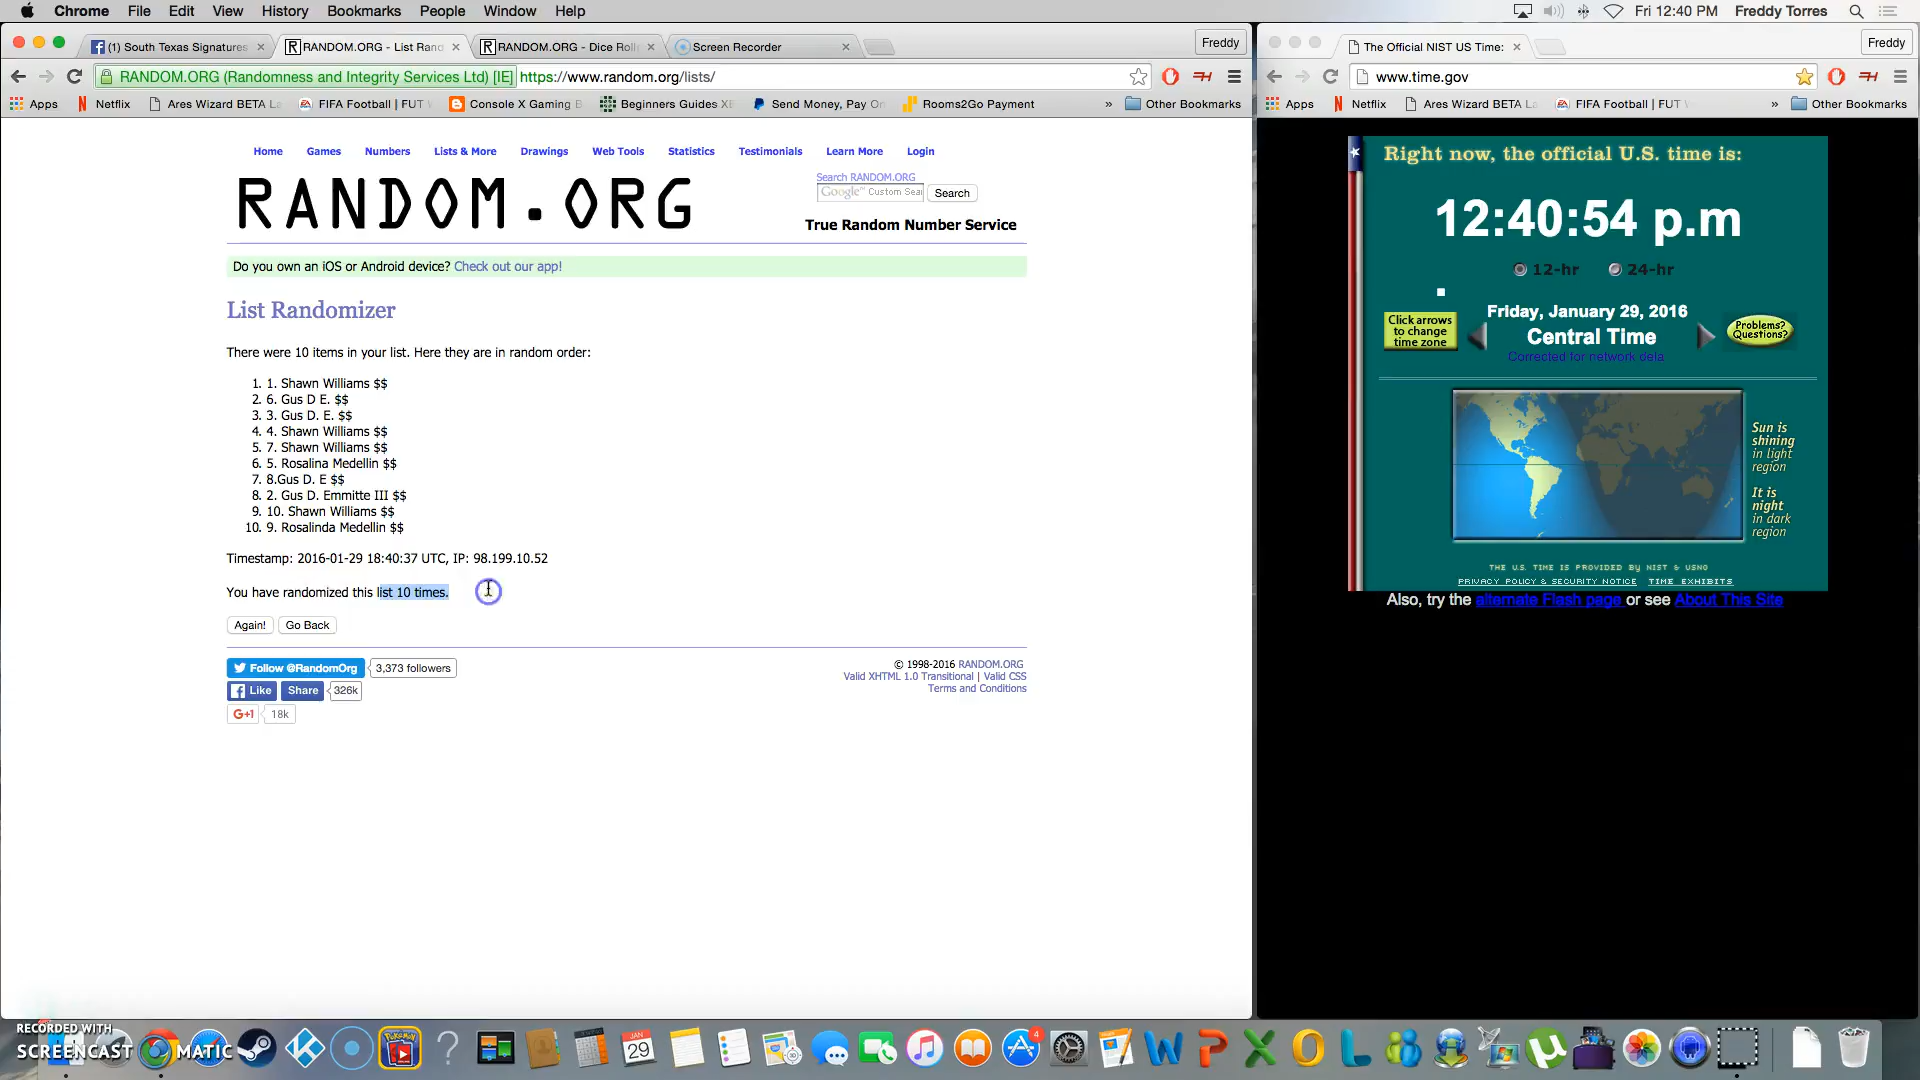 Chrome File Edit View History Bookmarks People Window Help Fri 12:40 PM Freddy Torres
(1) South Texas Signatures RANDOM.ORG - List Rand RANDOM.ORG - Dice Roll Screen Recorder Freddy
RANDOM.ORG (Randomness and Integrity Services Ltd) [IE] https://www.random.org/lists/
Apps Netflix Ares Wizard BETA La FIFA Football | FUT Console X Gaming B Beginners Guides XB Send Money, Pay On Rooms2Go Payment » Other Bookmarks
Home Games Numbers Lists & More Drawings Web Tools Statistics Testimonials Learn More Login
RANDOM.ORG
Search RANDOM.ORG
Google™ Custom Sear Search
True Random Number Service
Do you own an iOS or Android device? Check out our app!
List Randomizer
There were 10 items in your list. Here they are in random order:
1. 1. Shawn Williams $$
2. 6. Gus D E. $$
3. 3. Gus D. E. $$
4. 4. Shawn Williams $$
5. 7. Shawn Williams $$
6. 5. Rosalina Medellin $$
7. 8.Gus D. E $$
8. 2. Gus D. Emmitte III $$
9. 10. Shawn Williams $$
10. 9. Rosalinda Medellin $$
Timestamp: 2016-01-29 18:40:37 UTC, IP: 98.199.10.52
You have randomized this list 10 times.
Again! Go Back
Follow @RandomOrg 3,373 followers
Like Share 326k
G+1 18k
© 1998-2016 RANDOM.ORG
Valid XHTML 1.0 Transitional | Valid CSS
Terms and Conditions
The Official NIST US Time: Freddy
www.time.gov
Apps Netflix Ares Wizard BETA La FIFA Football | FUT » Other Bookmarks
Right now, the official U.S. time is:
12:40:54 p.m
12-hr 24-hr
Click arrows
to change
time zone
Friday, January 29, 2016
Central Time
Corrected for network dela
Problems?
Questions?
Sun is
shining
in light
region
It is
night
in dark
region
THE U.S. TIME IS PROVIDED BY NIST & USNO
PRIVACY POLICY & SECURITY NOTICE TIME EXHIBITS
Also, try the alternate Flash page or see About This Site
RECORDED WITH
SCREENCAST MATIC
JAN
29
4